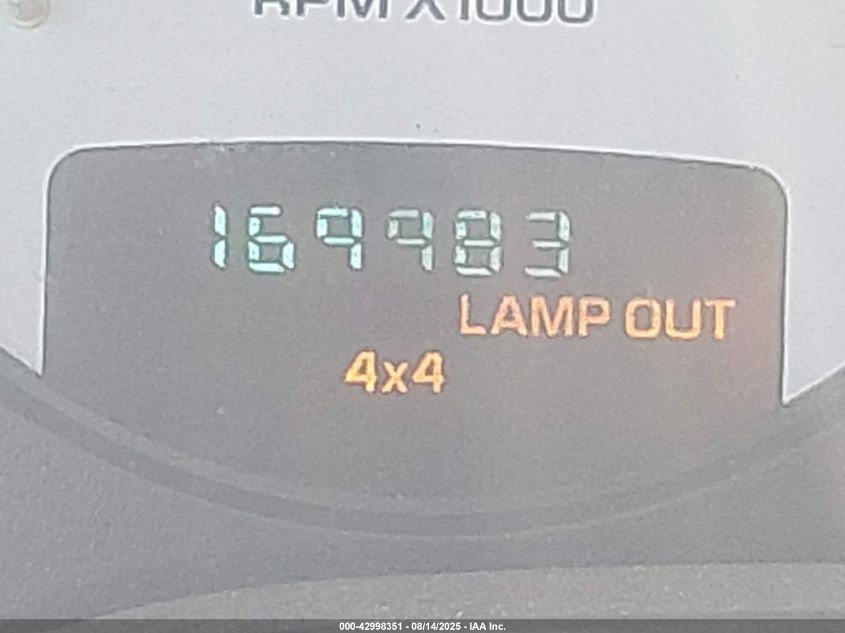 RPM X1000
169983
LAMP OUT
4x4
000-42998351 - 08/14/2025 - IAA Inc.